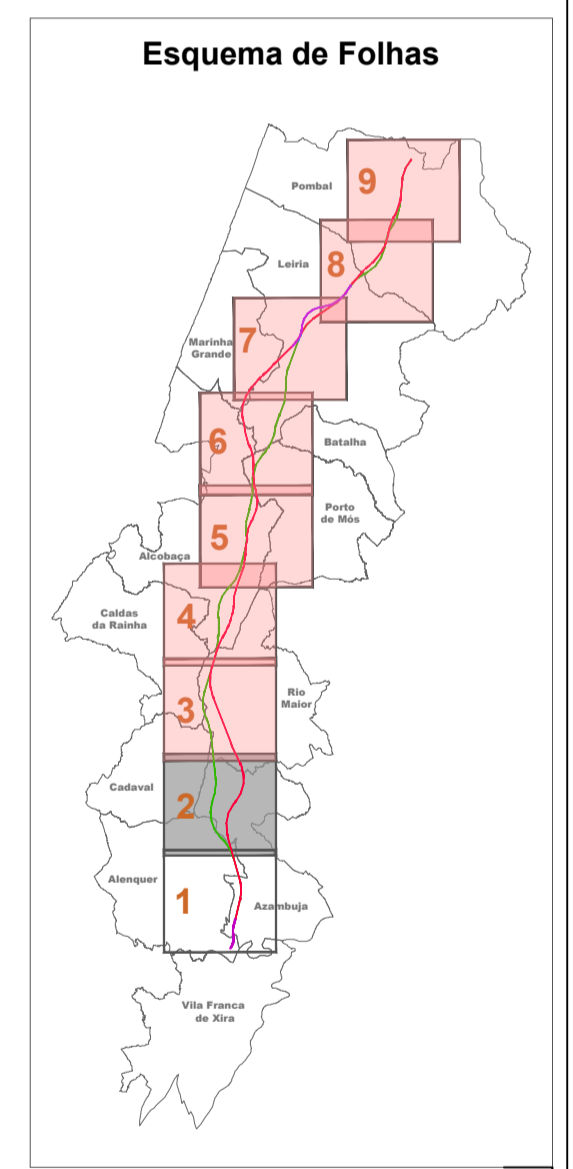 Esquema de Folhas
Pombal
9
Leiria
8
Marinha
Grande
7
6
Batalha
Porto
de Mós
5
Alcobaça
Caldas
da Rainha
4
Rio
Maior
3
Cadaval
2
Alenquer
1
Azambuja
Vila Franca
de Xira